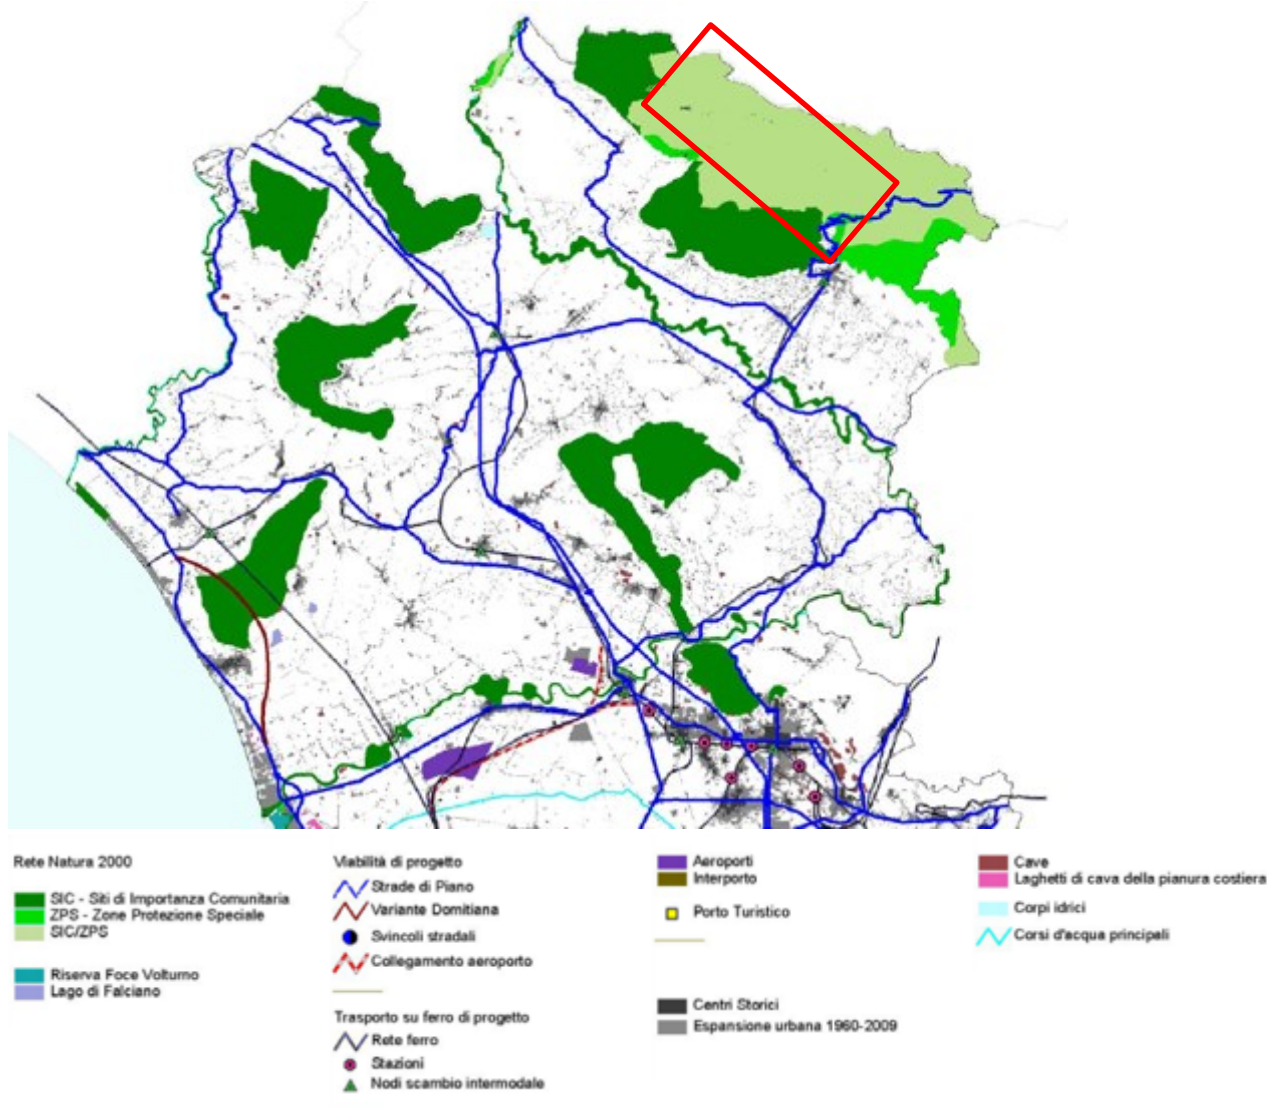 Rete Natura 2000
SIC - Siti di Importanza Comunitaria
ZPS - Zone Protezione Speciale
SIC/ZPS
Riserva Foce Volturno
Lago di Falciano
Viabilità di progetto
Strade di Piano
Variante Domitiana
Svincoli stradali
Collegamento aeroporto
Trasporto su ferro di progetto
Rete ferro
Stazioni
Nodi scambio intermodale
Aeroporti
Interporto
Porto Turistico
Centri Storici
Espansione urbana 1960-2009
Cave
Laghetti di cava della pianura costiera
Corpi idrici
Corsi d'acqua principali